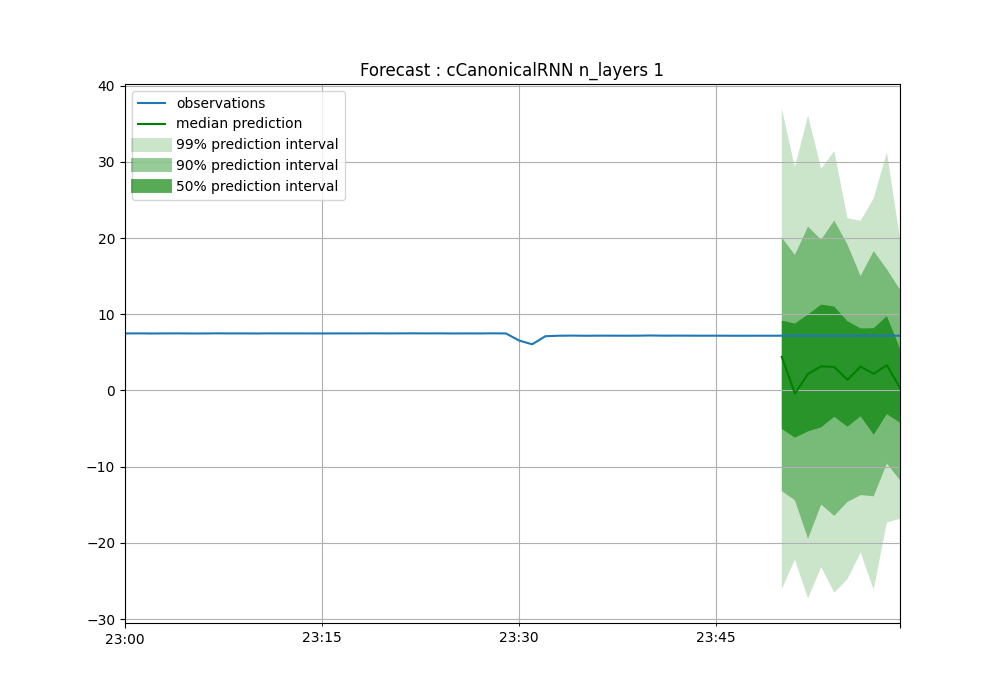 Forecast : cCanonicalRNN n_layers 1
observations
median prediction
99% prediction interval
90% prediction interval
50% prediction interval
40
30
20
10
0
−10
−20
−30
23:00
23:15
23:30
23:45